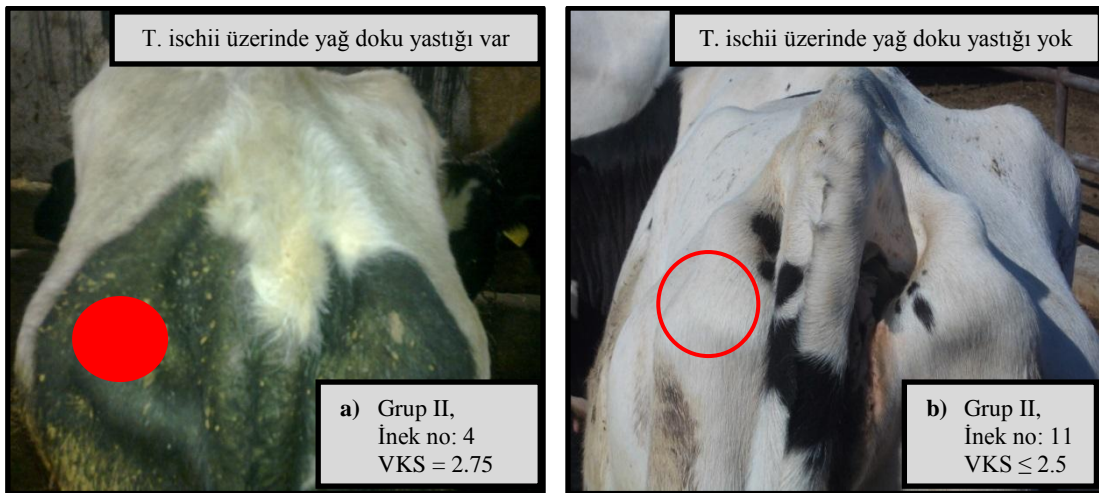 T. ischii üzerinde yağ doku yastığı var
a) Grup II,
İnek no: 4
VKS = 2.75
T. ischii üzerinde yağ doku yastığı yok
b) Grup II,
İnek no: 11
VKS ≤ 2.5